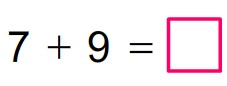 7 + 9 =